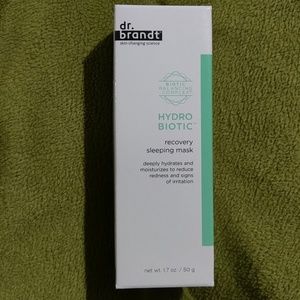 dr.
brandt
skin-changing science
BIOTIC
BALANCING
COMPLEX
HYDRO
BIOTIC™
recovery
sleeping mask
deeply hydrates and
moisturizes to reduce
redness and signs
of irritation
net wt. 1.7 oz. / 50 g